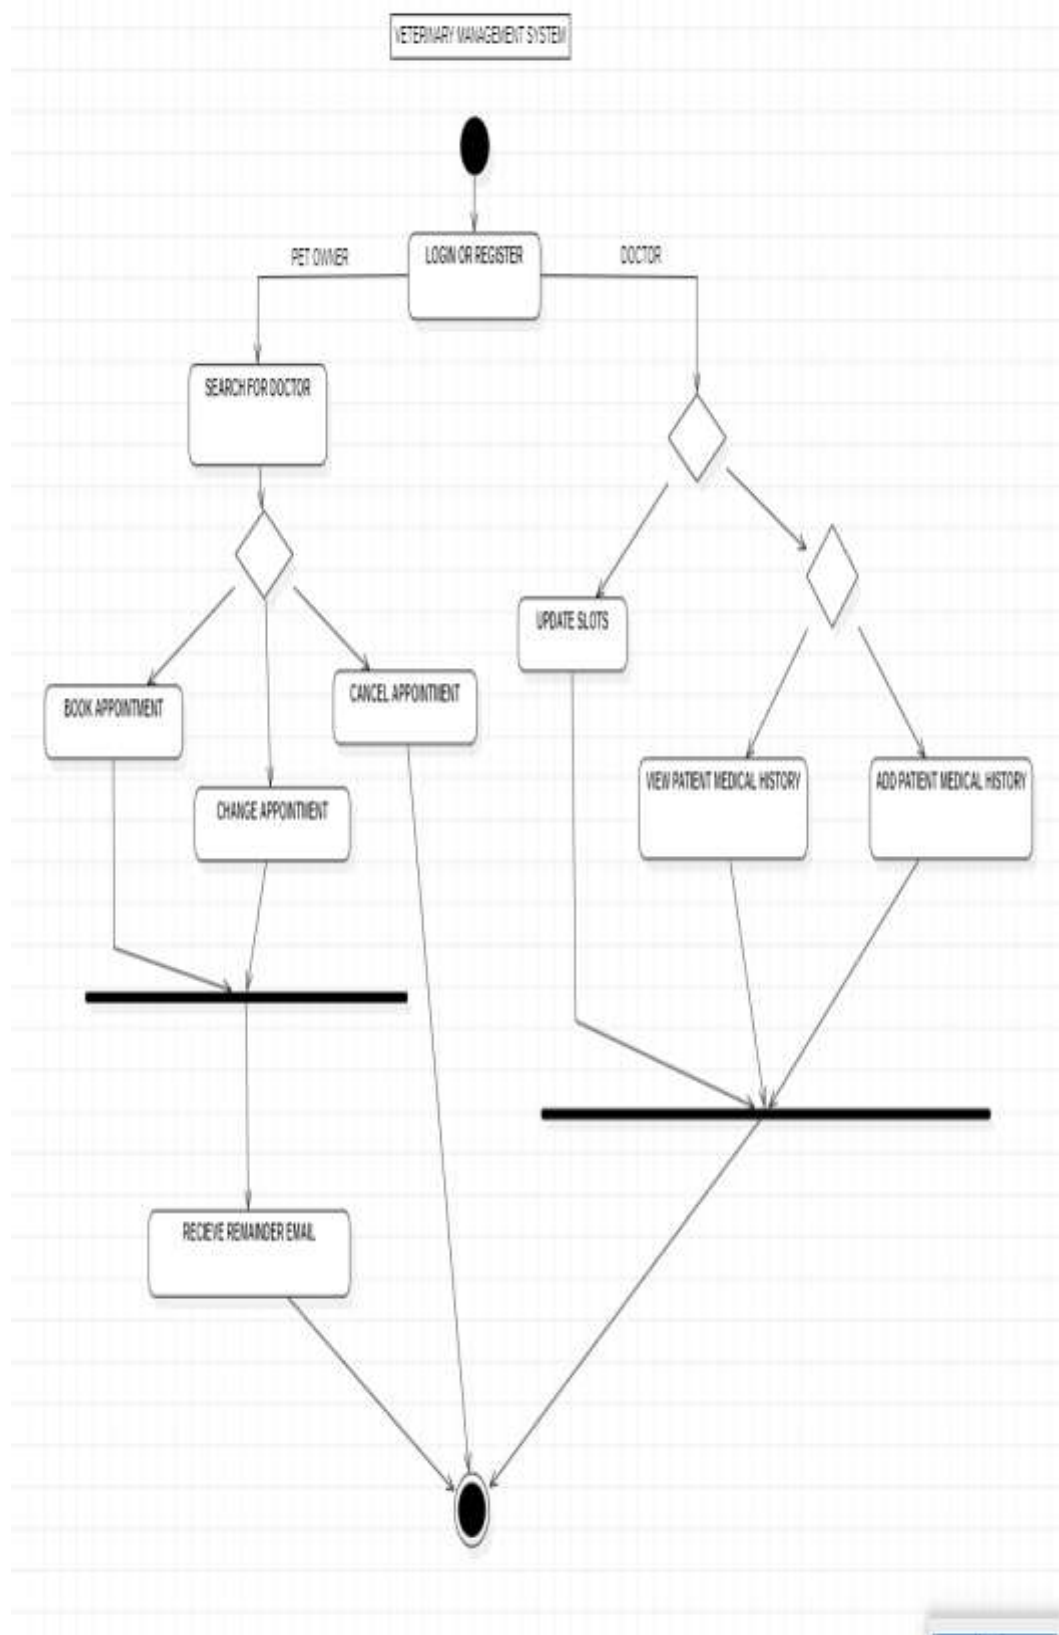 VETERINARY MANAGEMENT SYSTEM
LOGIN OR REGISTER
PET OWNER
DOCTOR
SEARCH FOR DOCTOR
UPDATE SLOTS
BOOK APPOINTMENT
CANCEL APPOINTMENT
CHANGE APPOINTMENT
VIEW PATIENT MEDICAL HISTORY
ADD PATIENT MEDICAL HISTORY
RECIEVE REMAINDER EMAIL